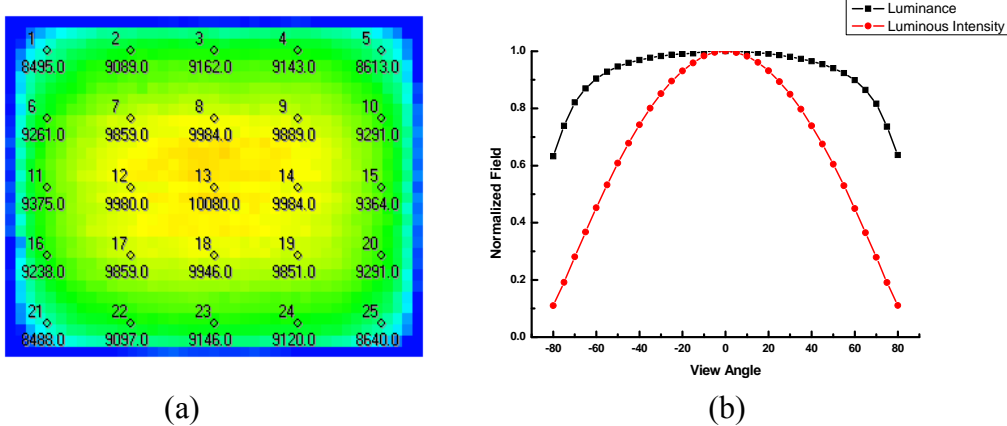 1 2 3 4 5
8495.0 9089.0 9162.0 9143.0 8613.0
6 7 8 9 10
9261.0 9859.0 9984.0 9889.0 9291.0
11 12 13 14 15
9375.0 9980.0 10080.0 9984.0 9364.0
16 17 18 19 20
9238.0 9859.0 9946.0 9851.0 9291.0
21 22 23 24 25
8488.0 9097.0 9146.0 9120.0 8640.0
(a)
Luminance
Luminous Intensity
Normalized Field
1.0
0.8
0.6
0.4
0.2
0.0
-80 -60 -40 -20 0 20 40 60 80
View Angle
(b)